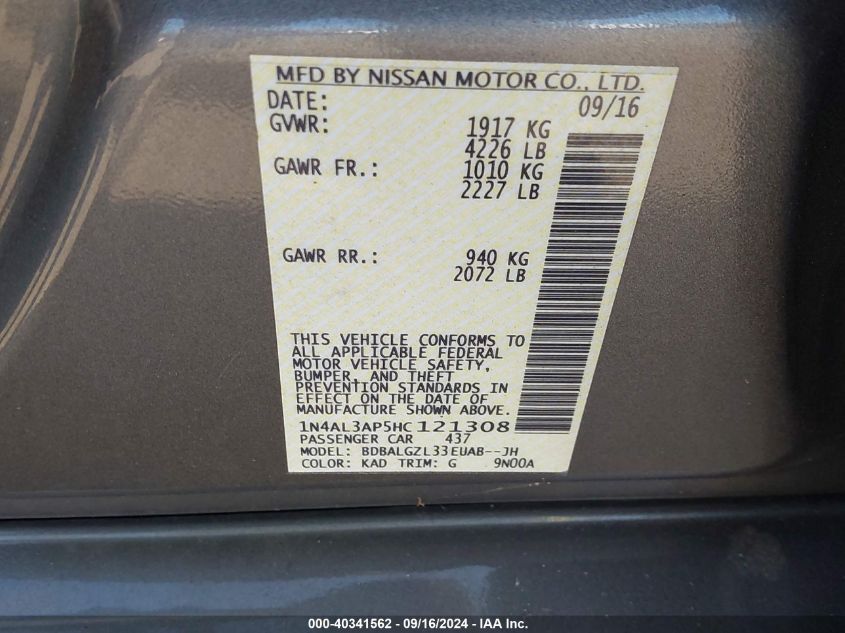 MFD BY NISSAN MOTOR CO., LTD.
DATE: 09/16
GVWR: 1917 KG
4226 LB
GAWR FR.: 1010 KG
2227 LB
GAWR RR.: 940 KG
2072 LB
THIS VEHICLE CONFORMS TO
ALL APPLICABLE FEDERAL
MOTOR VEHICLE SAFETY,
BUMPER, AND THEFT
PREVENTION STANDARDS IN
EFFECT ON THE DATE OF
MANUFACTURE SHOWN ABOVE.
1N4AL3AP5HC121308
PASSENGER CAR 437
MODEL: BDBALGZL33EUAB--JH
COLOR: KAD TRIM: G 9N00A
000-40341562 - 09/16/2024 - IAA Inc.